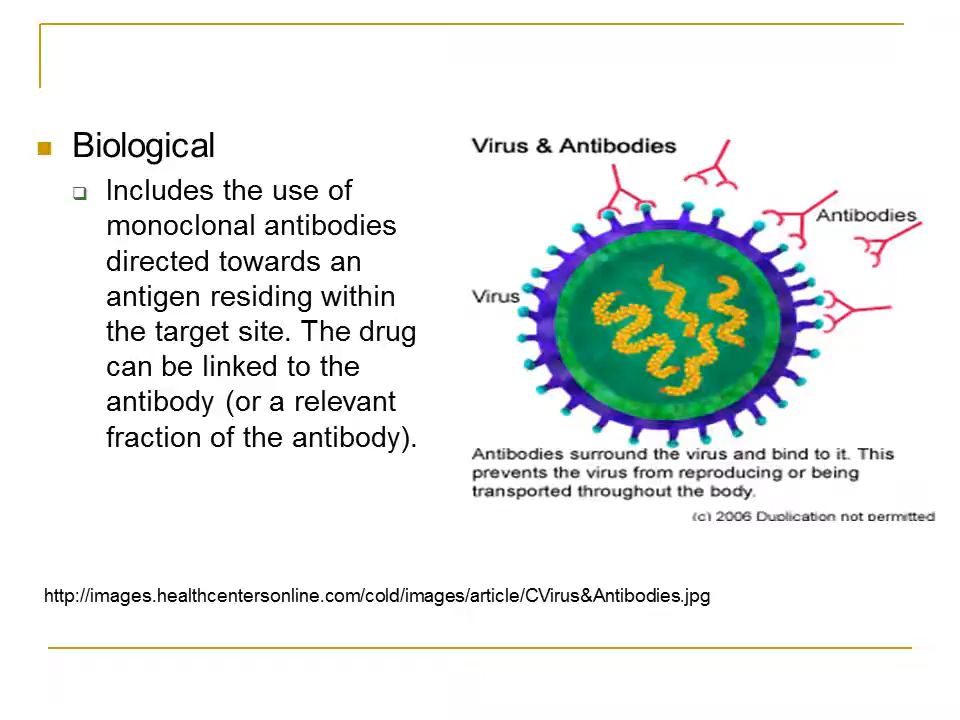 Biological
Includes the use of
monoclonal antibodies
directed towards an
antigen residing within
the target site. The drug
can be linked to the
antibody (or a relevant
fraction of the antibody).
Virus & Antibodies
Antibodies
Virus
Antibodies surround the virus and bind to it. This
prevents the virus from reproducing or being
transported throughout the body.
(c) 2006 Duplication not permitted
http://images.healthcentersonline.com/cold/images/article/CVirus&Antibodies.jpg